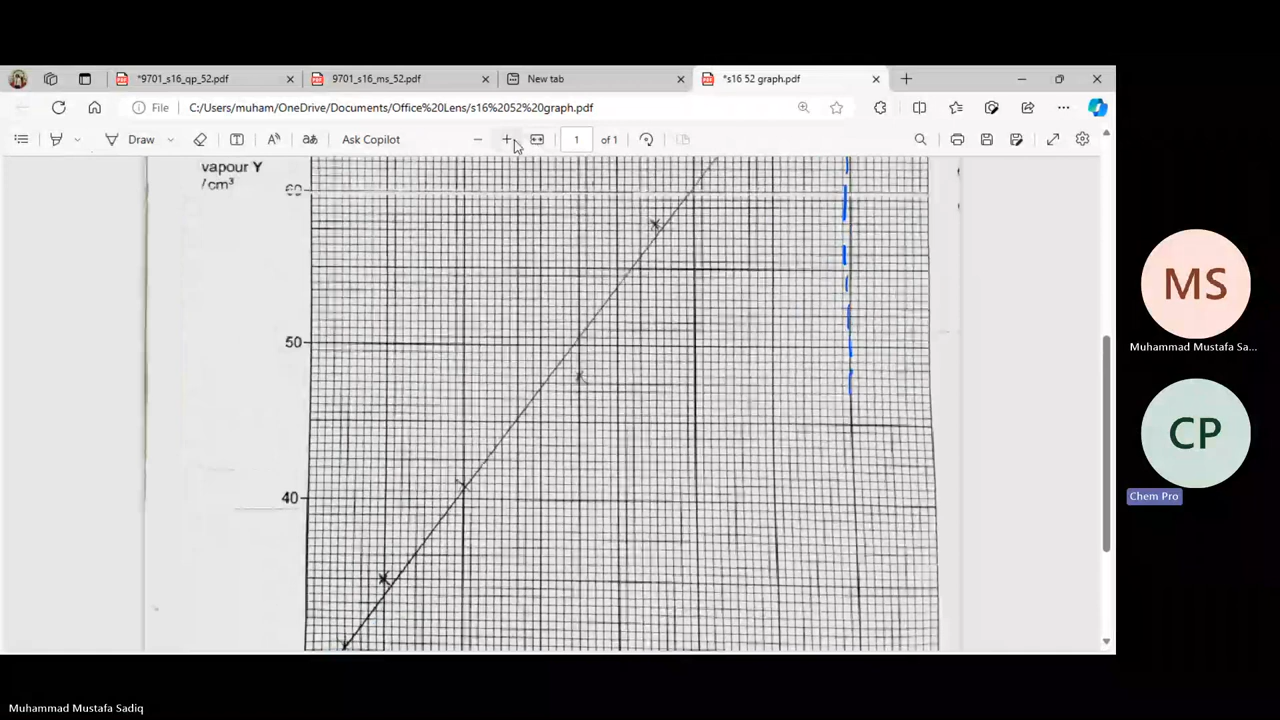 *9701_s16_qp_52.pdf
9701_s16_ms_52.pdf
New tab
*s16 52 graph.pdf
File
C:/Users/muham/OneDrive/Documents/Office%20Lens/s16%2052%20graph.pdf
Draw
Ask Copilot
1
of 1
vapour Y
/cm³
60
50
40
MS
Muhammad Mustafa Sa...
CP
Chem Pro
Muhammad Mustafa Sadiq